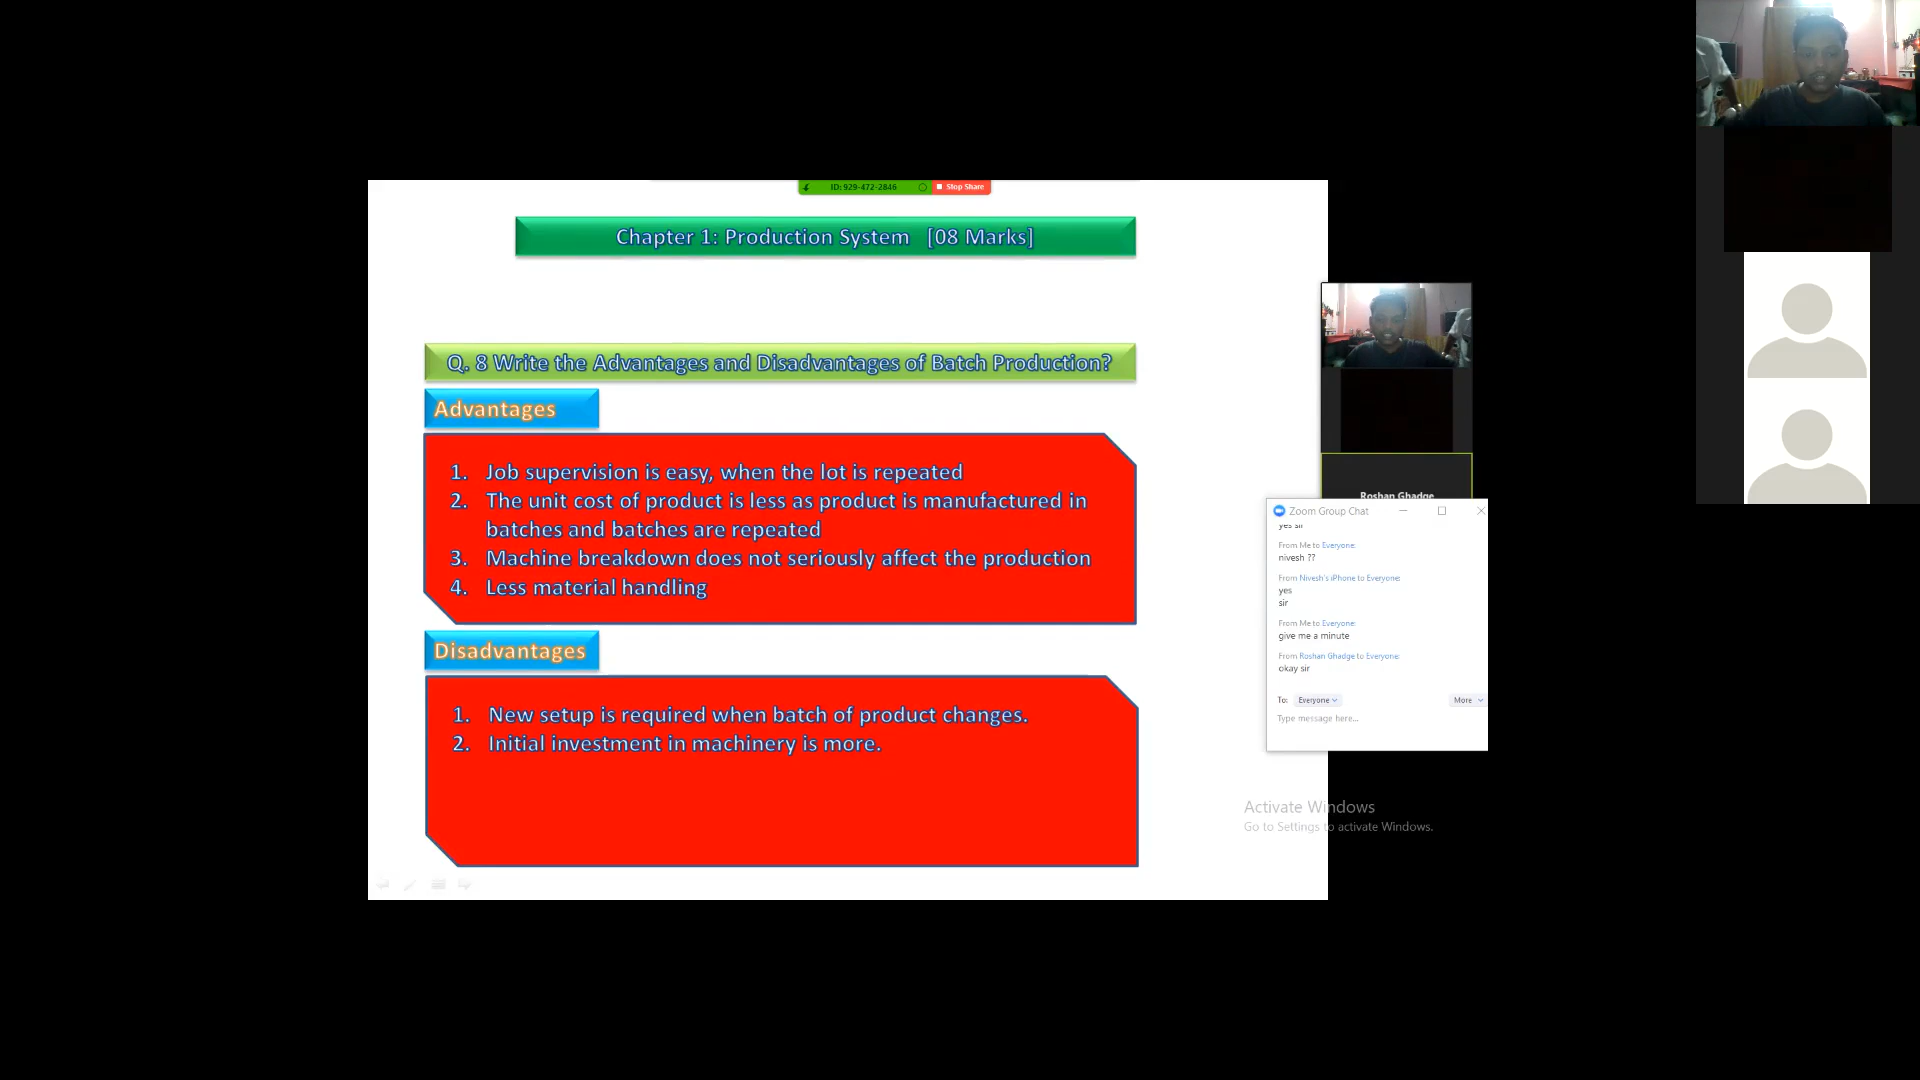 ID: 929-472-2846
Stop Share
Chapter 1: Production System [08 Marks]
Q. 8 Write the Advantages and Disadvantages of Batch Production?
Advantages
1. Job supervision is easy, when the lot is repeated
2. The unit cost of product is less as product is manufactured in
batches and batches are repeated
3. Machine breakdown does not seriously affect the production
4. Less material handling
Disadvantages
1. New setup is required when batch of product changes.
2. Initial investment in machinery is more.
Roshan Ghadge
Zoom Group Chat
yes sir
From Me to Everyone:
nivesh ??
From Nivesh's iPhone to Everyone:
yes
sir
From Me to Everyone:
give me a minute
From Roshan Ghadge to Everyone:
okay sir
To: Everyone More
Type message here...
Activate Windows
Go to Settings to activate Windows.